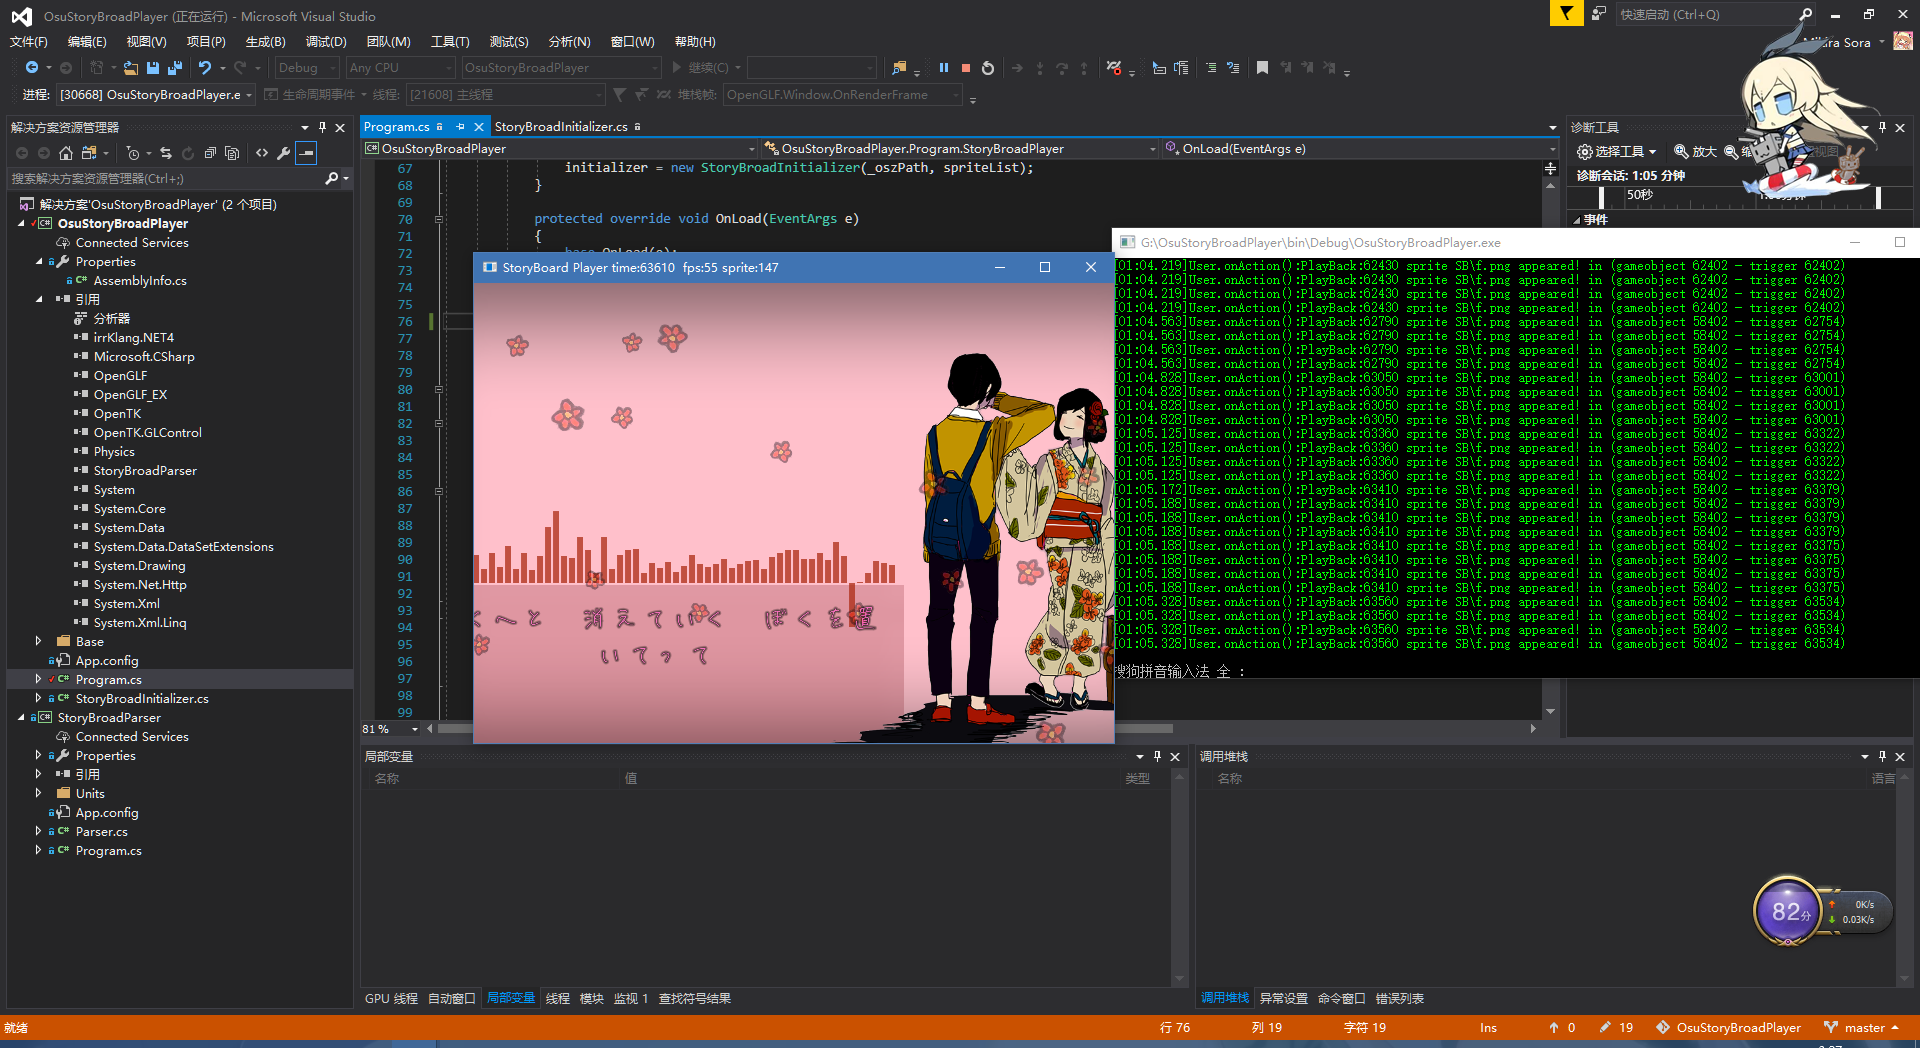 OsuStoryBroadPlayer (正在运行) - Microsoft Visual Studio
快速启动 (Ctrl+Q)
文件(F) 编辑(E) 视图(V) 项目(P) 生成(B) 调试(D) 团队(M) 工具(T) 测试(S) 分析(N) 窗口(W) 帮助(H)
Sora
Debug Any CPU OsuStoryBroadPlayer 继续(C)
进程: [30668] OsuStoryBroadPlayer.e 生命周期事件 线程: [21608] 主线程 堆栈帧: OpenGLF.Window.OnRenderFrame
解决方案资源管理器
搜索解决方案资源管理器(Ctrl+;)
解决方案'OsuStoryBroadPlayer' (2 个项目)
OsuStoryBroadPlayer
Connected Services
Properties
AssemblyInfo.cs
引用
分析器
irrKlang.NET4
Microsoft.CSharp
OpenGLF
OpenGLF_EX
OpenTK
OpenTK.GLControl
Physics
StoryBroadParser
System
System.Core
System.Data
System.Data.DataSetExtensions
System.Drawing
System.Net.Http
System.Xml
System.Xml.Linq
Base
App.config
Program.cs
StoryBroadInitializer.cs
StoryBroadParser
Connected Services
Properties
引用
Units
App.config
Parser.cs
Program.cs
Program.cs StoryBroadInitializer.cs
OsuStoryBroadPlayer OsuStoryBroadPlayer.Program.StoryBroadPlayer OnLoad(EventArgs e)
67 initializer = new StoryBroadInitializer(_oszPath, spriteList);
68 }
69
70 protected override void OnLoad(EventArgs e)
71 {
72 base.OnLoad(e);
73
74
75
76
77
78
79
80
81
82
83
84
85
86
87
88
89
90
91
92
93
94
95
96
97
98
99
81 %
StoryBoard Player time:63610 fps:55 sprite:147
へと 消えていく ぼくを置
いてって
诊断工具
选择工具 放大
诊断会话: 1:05 分钟
50秒
事件
G:\OsuStoryBroadPlayer\bin\Debug\OsuStoryBroadPlayer.exe
[01:04.219]User.onAction():PlayBack:62430 sprite SB\f.png appeared! in (gameobject 62402 - trigger 62402)
[01:04.219]User.onAction():PlayBack:62430 sprite SB\f.png appeared! in (gameobject 62402 - trigger 62402)
[01:04.219]User.onAction():PlayBack:62430 sprite SB\f.png appeared! in (gameobject 62402 - trigger 62402)
[01:04.219]User.onAction():PlayBack:62430 sprite SB\f.png appeared! in (gameobject 62402 - trigger 62402)
[01:04.563]User.onAction():PlayBack:62790 sprite SB\f.png appeared! in (gameobject 58402 - trigger 62754)
[01:04.563]User.onAction():PlayBack:62790 sprite SB\f.png appeared! in (gameobject 58402 - trigger 62754)
[01:04.563]User.onAction():PlayBack:62790 sprite SB\f.png appeared! in (gameobject 58402 - trigger 62754)
[01:04.563]User.onAction():PlayBack:62790 sprite SB\f.png appeared! in (gameobject 58402 - trigger 62754)
[01:04.828]User.onAction():PlayBack:63050 sprite SB\f.png appeared! in (gameobject 58402 - trigger 63001)
[01:04.828]User.onAction():PlayBack:63050 sprite SB\f.png appeared! in (gameobject 58402 - trigger 63001)
[01:04.828]User.onAction():PlayBack:63050 sprite SB\f.png appeared! in (gameobject 58402 - trigger 63001)
[01:04.828]User.onAction():PlayBack:63050 sprite SB\f.png appeared! in (gameobject 58402 - trigger 63001)
[01:05.125]User.onAction():PlayBack:63360 sprite SB\f.png appeared! in (gameobject 58402 - trigger 63322)
[01:05.125]User.onAction():PlayBack:63360 sprite SB\f.png appeared! in (gameobject 58402 - trigger 63322)
[01:05.125]User.onAction():PlayBack:63360 sprite SB\f.png appeared! in (gameobject 58402 - trigger 63322)
[01:05.125]User.onAction():PlayBack:63360 sprite SB\f.png appeared! in (gameobject 58402 - trigger 63322)
[01:05.172]User.onAction():PlayBack:63410 sprite SB\f.png appeared! in (gameobject 58402 - trigger 63379)
[01:05.188]User.onAction():PlayBack:63410 sprite SB\f.png appeared! in (gameobject 58402 - trigger 63379)
[01:05.188]User.onAction():PlayBack:63410 sprite SB\f.png appeared! in (gameobject 58402 - trigger 63379)
[01:05.188]User.onAction():PlayBack:63410 sprite SB\f.png appeared! in (gameobject 58402 - trigger 63379)
[01:05.188]User.onAction():PlayBack:63410 sprite SB\f.png appeared! in (gameobject 58402 - trigger 63375)
[01:05.188]User.onAction():PlayBack:63410 sprite SB\f.png appeared! in (gameobject 58402 - trigger 63375)
[01:05.188]User.onAction():PlayBack:63410 sprite SB\f.png appeared! in (gameobject 58402 - trigger 63375)
[01:05.188]User.onAction():PlayBack:63410 sprite SB\f.png appeared! in (gameobject 58402 - trigger 63375)
[01:05.328]User.onAction():PlayBack:63560 sprite SB\f.png appeared! in (gameobject 58402 - trigger 63534)
[01:05.328]User.onAction():PlayBack:63560 sprite SB\f.png appeared! in (gameobject 58402 - trigger 63534)
[01:05.328]User.onAction():PlayBack:63560 sprite SB\f.png appeared! in (gameobject 58402 - trigger 63534)
[01:05.328]User.onAction():PlayBack:63560 sprite SB\f.png appeared! in (gameobject 58402 - trigger 63534)
搜狗拼音输入法 全 :
局部变量
名称 值 类型
调用堆栈
名称 语言
82分 0K/s
0.03K/s
GPU 线程 自动窗口 局部变量 线程 模块 监视 1 查找符号结果
调用堆栈 异常设置 命令窗口 错误列表
就绪 行 76 列 19 字符 19 Ins 0 19 OsuStoryBroadPlayer master